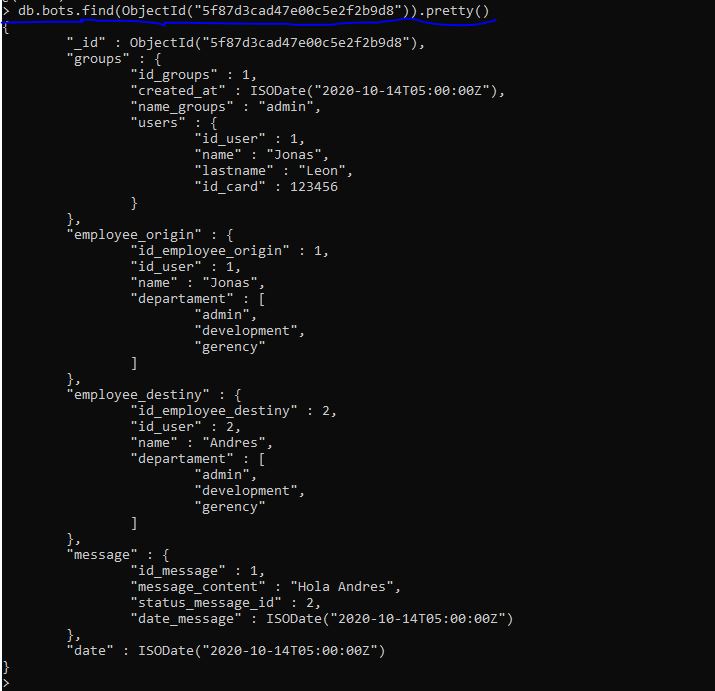 > db.bots.find(ObjectId("5f87d3cad47e00c5e2f2b9d8")).pretty()
{
        "_id" : ObjectId("5f87d3cad47e00c5e2f2b9d8"),
        "groups" : {
                "id_groups" : 1,
                "created_at" : ISODate("2020-10-14T05:00:00Z"),
                "name_groups" : "admin",
                "users" : {
                        "id_user" : 1,
                        "name" : "Jonas",
                        "lastname" : "Leon",
                        "id_card" : 123456
                }
        },
        "employee_origin" : {
                "id_employee_origin" : 1,
                "id_user" : 1,
                "name" : "Jonas",
                "departament" : [
                        "admin",
                        "development",
                        "gerency"
                ]
        },
        "employee_destiny" : {
                "id_employee_destiny" : 2,
                "id_user" : 2,
                "name" : "Andres",
                "departament" : [
                        "admin",
                        "development",
                        "gerency"
                ]
        },
        "message" : {
                "id_message" : 1,
                "message_content" : "Hola Andres",
                "status_message_id" : 2,
                "date_message" : ISODate("2020-10-14T05:00:00Z")
        },
        "date" : ISODate("2020-10-14T05:00:00Z")
}
>